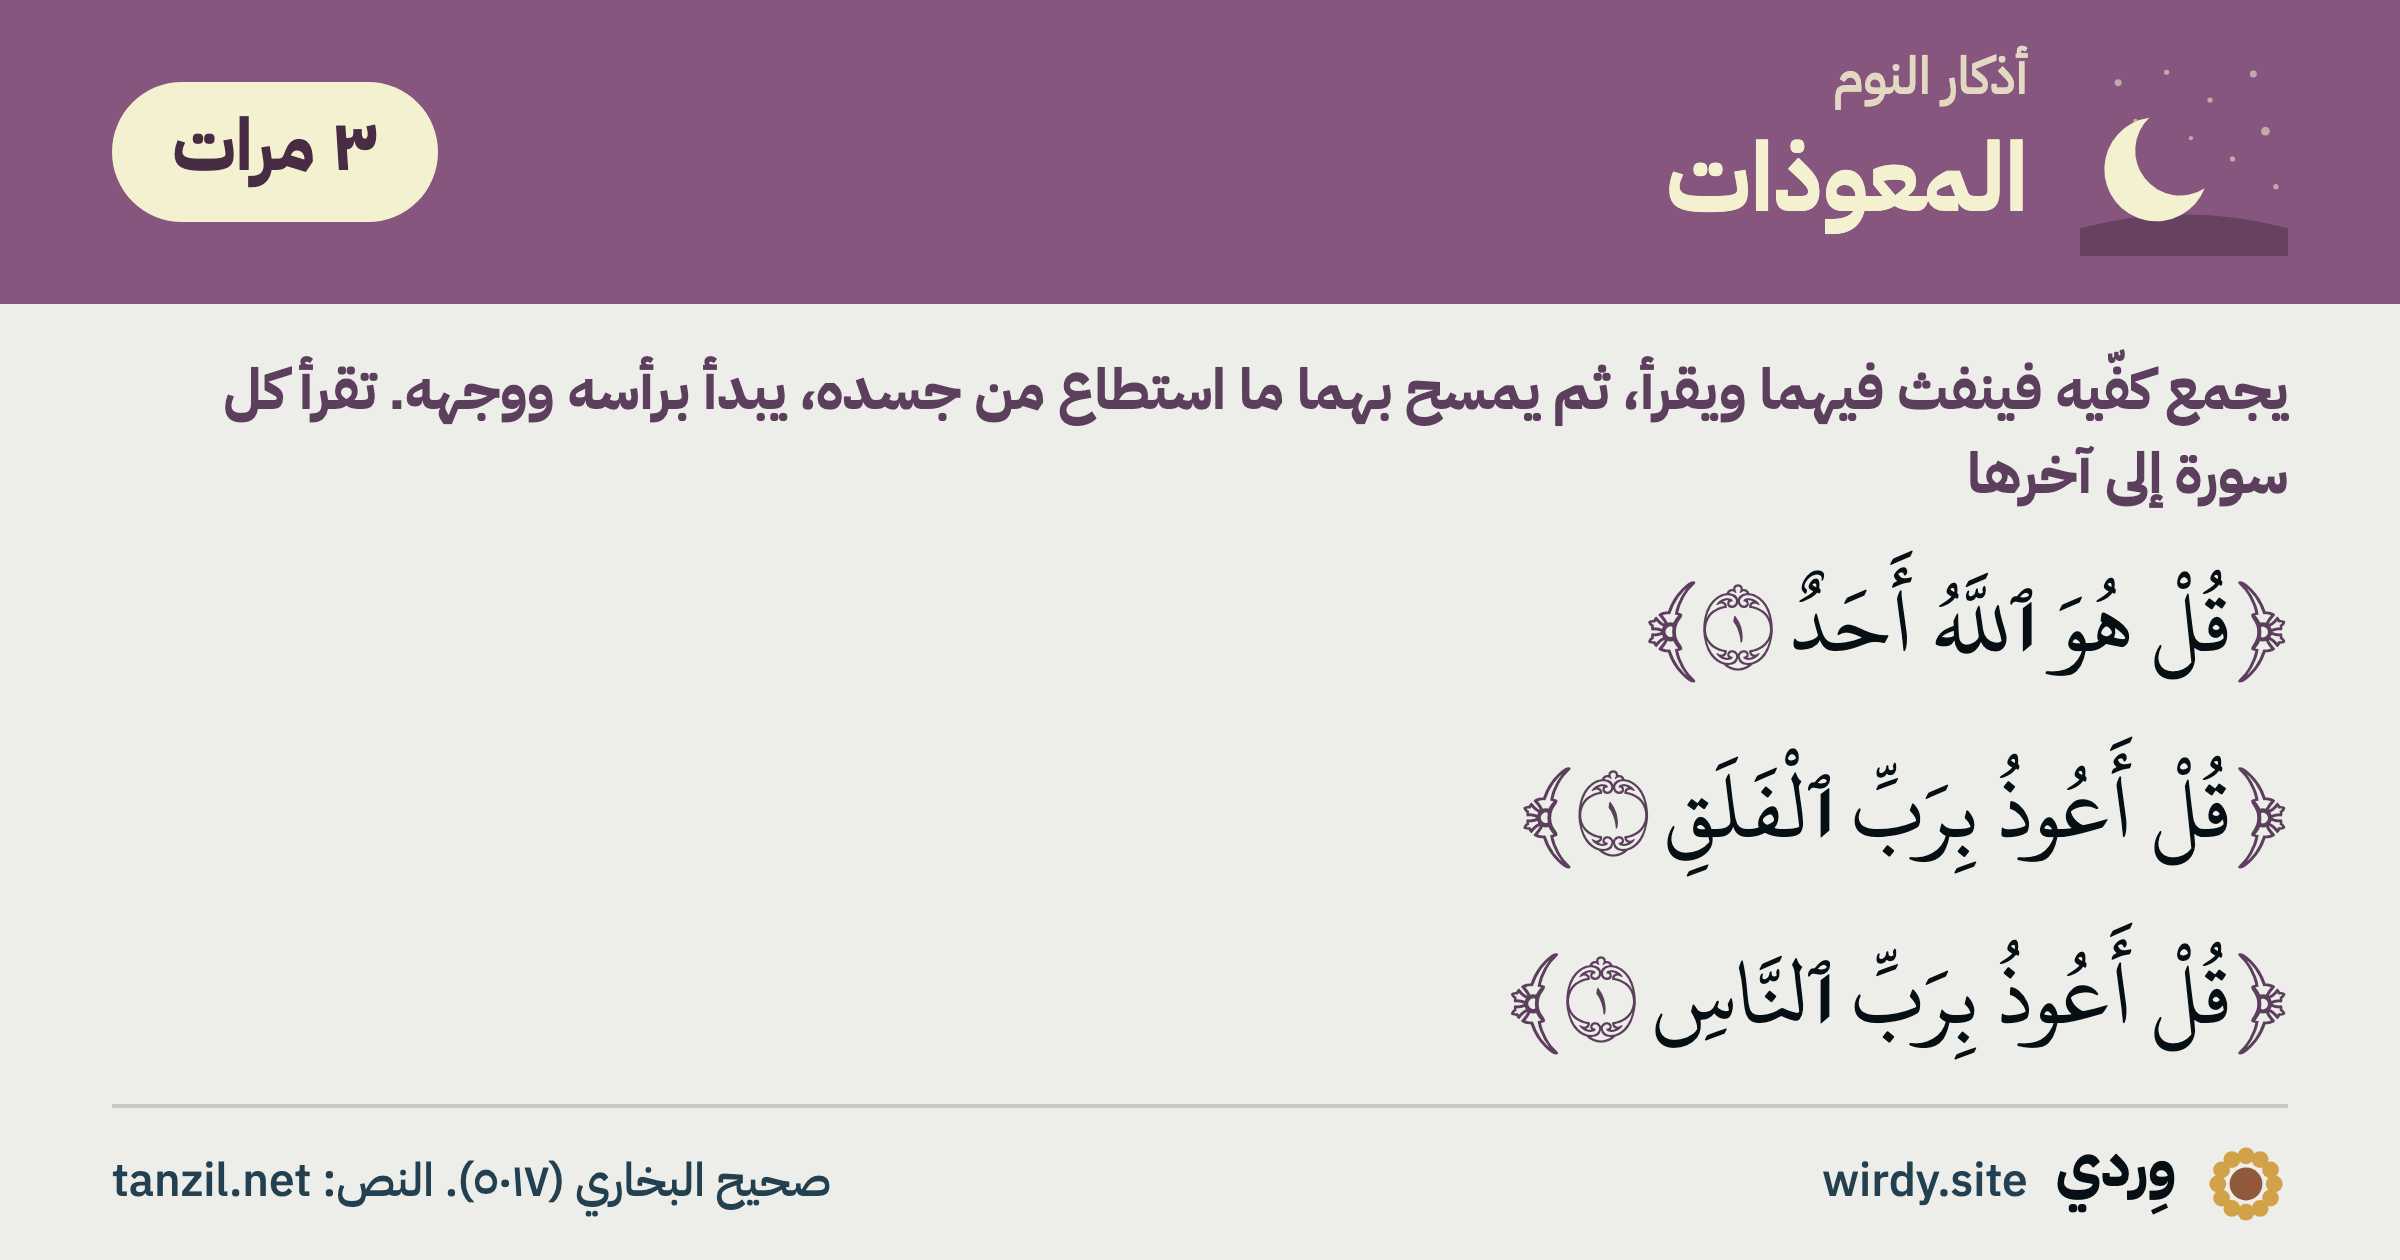 أذكار النوم
المعوذات
٣ مرات
يجمع كفّيه فينفث فيهما ويقرأ، ثم يمسح بهما ما استطاع من جسده، يبدأ برأسه ووجهه. تقرأ كل
سورة إلى آخرها
﴿قُلْ هُوَ ٱللَّهُ أَحَدٌ ١﴾
﴿قُلْ أَعُوذُ بِرَبِّ ٱلْفَلَقِ ١﴾
﴿قُلْ أَعُوذُ بِرَبِّ ٱلنَّاسِ ١﴾
وِردي wirdy.site
صحيح البخاري (٥٠١٧). النص: tanzil.net